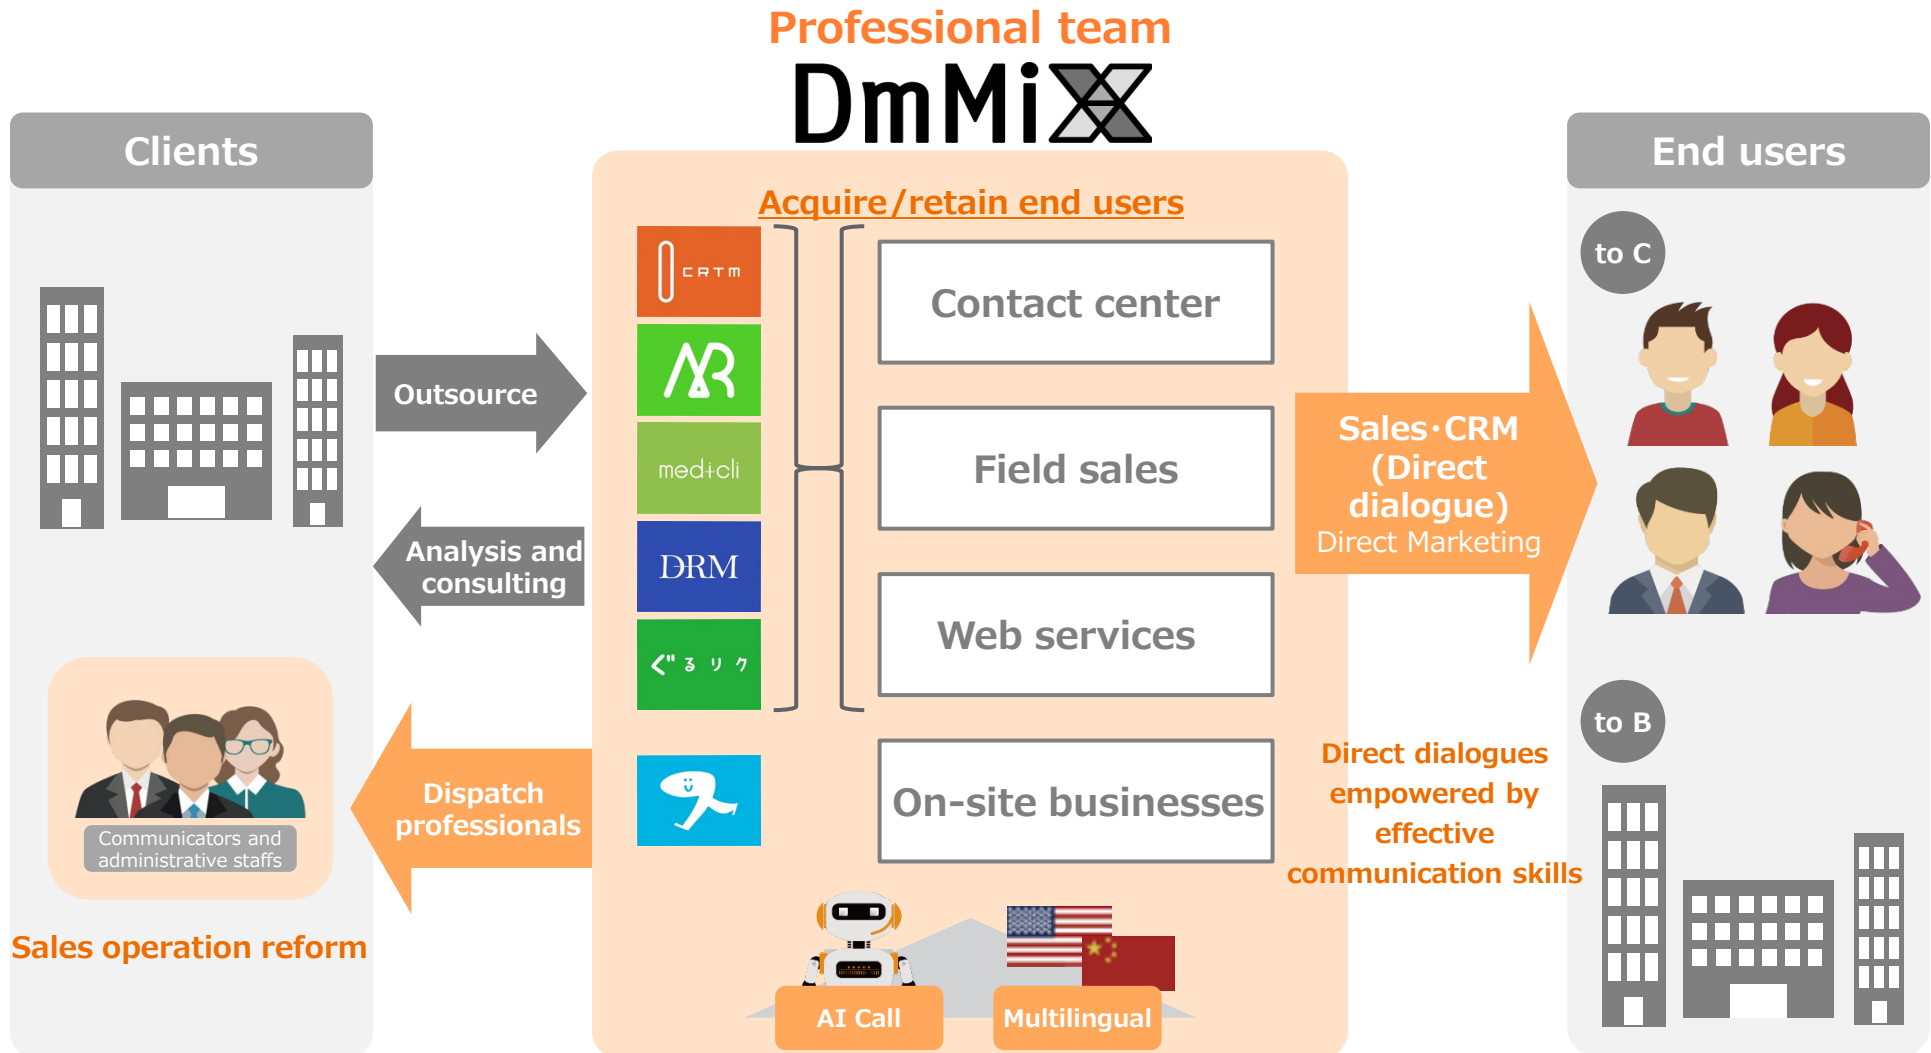 Professional team
DmMiX
Clients
Outsource
Analysis and
consulting
Dispatch
professionals
Communicators and
administrative staffs
Sales operation reform
Acquire/retain end users
CRTM
AR
medicli
DRM
ぐるリク
Contact center
Field sales
Web services
On-site businesses
AI Call
Multilingual
Sales･CRM
(Direct
dialogue)
Direct Marketing
Direct dialogues
empowered by
effective
communication skills
End users
to C
to B